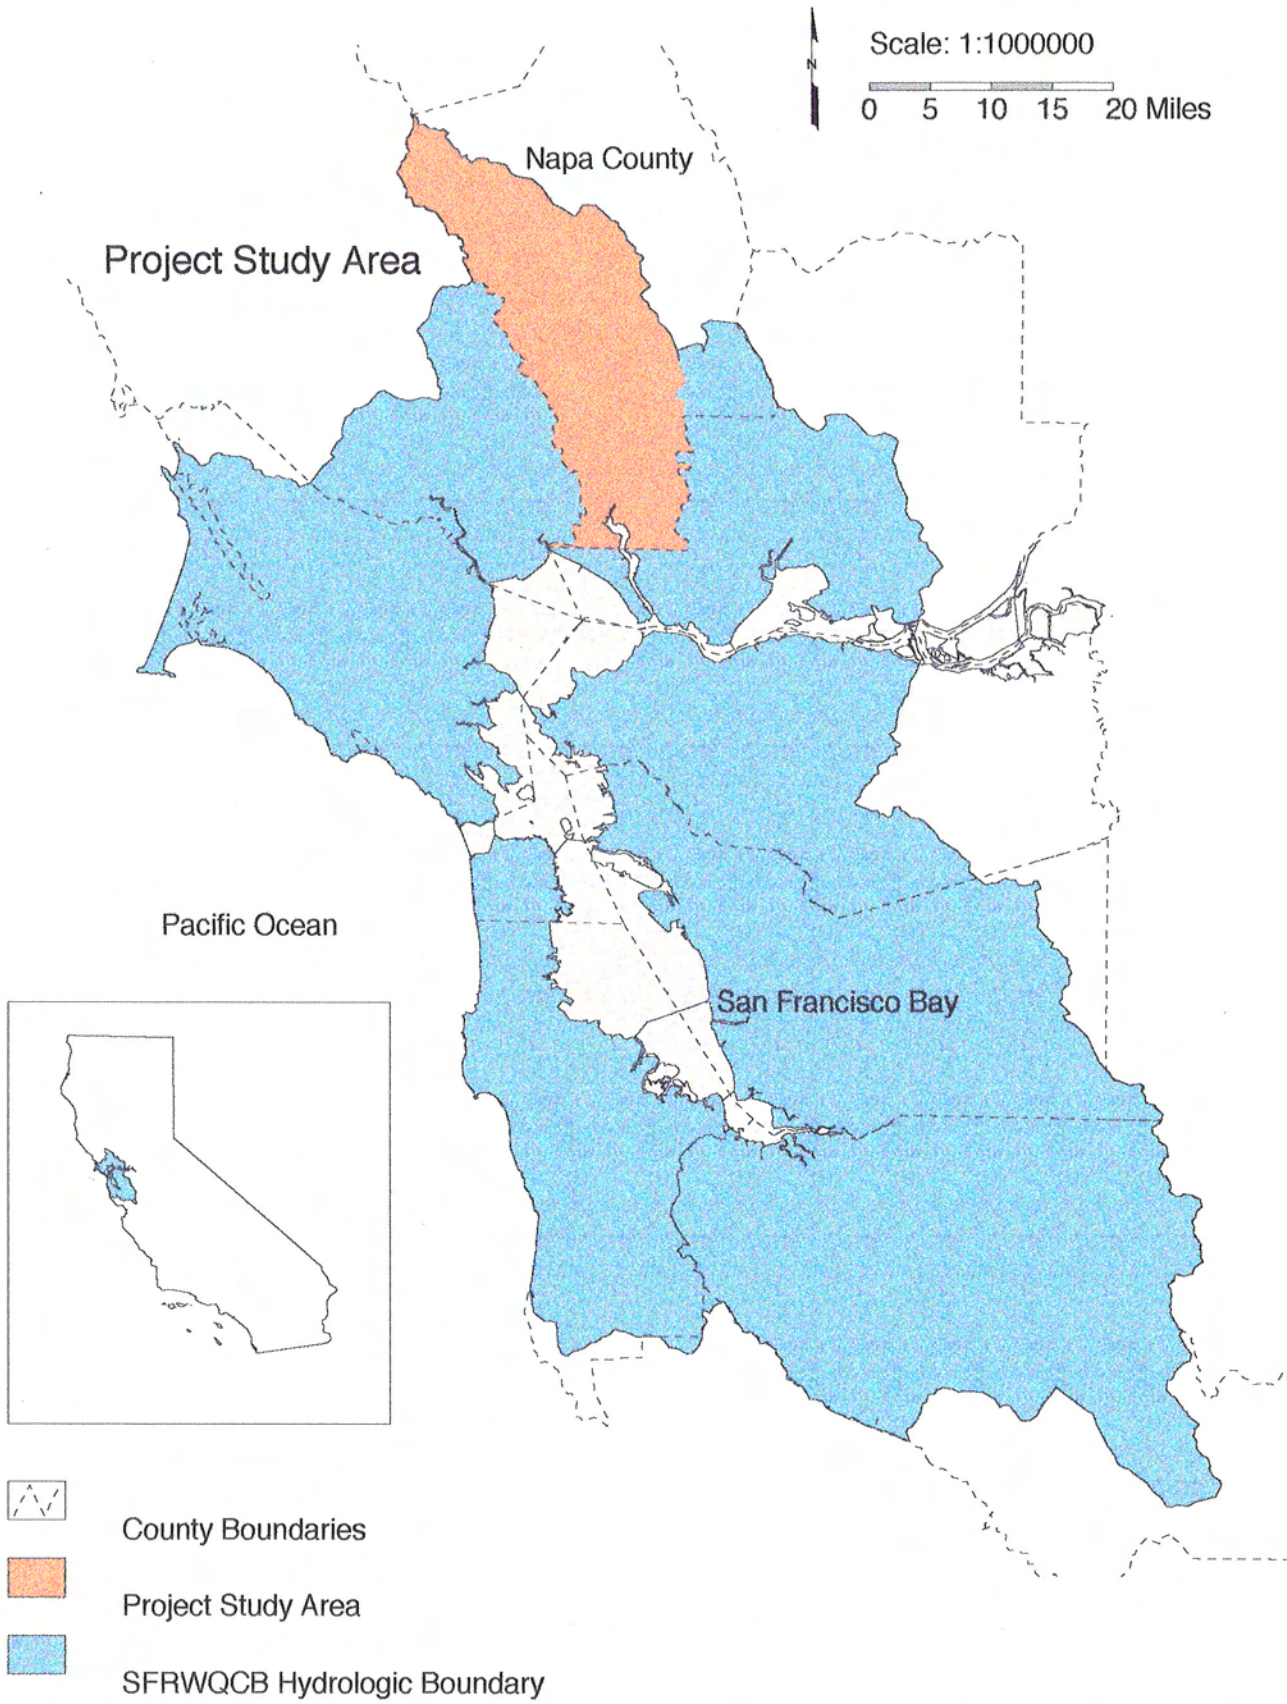 Scale: 1:1000000
N
0 5 10 15 20 Miles
Napa County
Project Study Area
Pacific Ocean
San Francisco Bay
County Boundaries
Project Study Area
SFRWQCB Hydrologic Boundary